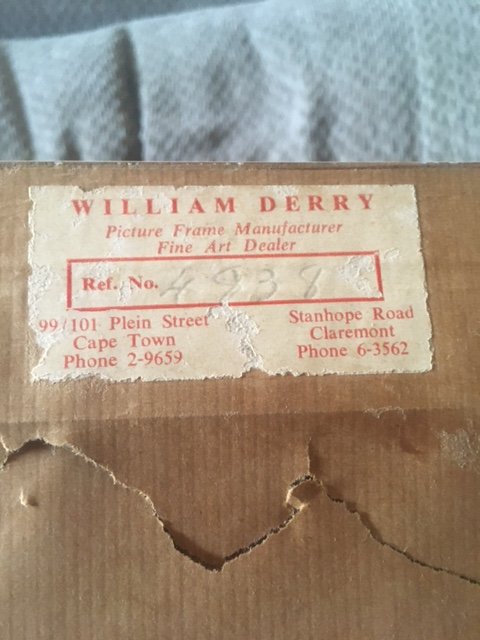 WILLIAM DERRY
Picture Frame Manufacturer
Fine Art Dealer
Ref. No. 4938
99/101 Plein Street
Cape Town
Phone 2-9659
Stanhope Road
Claremont
Phone 6-3562